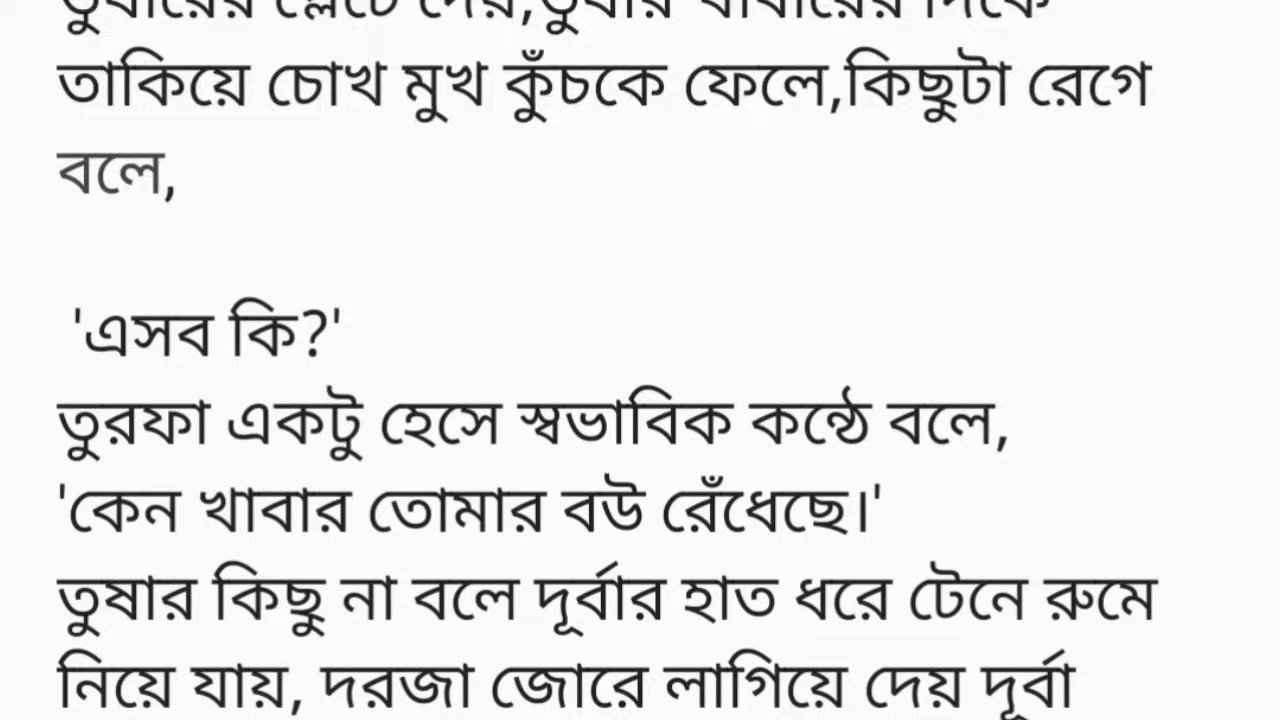 তুষারের প্লেটে দেয়,তুষার খাবারের দিকে
তাকিয়ে চোখ মুখ কুঁচকে ফেলে,কিছুটা রেগে
বলে,
'এসব কি?'
তুরফা একটু হেসে স্বভাবিক কন্ঠে বলে,
'কেন খাবার তোমার বউ রেঁধেছে।'
তুষার কিছু না বলে দূর্বার হাত ধরে টেনে রুমে
নিয়ে যায়, দরজা জোরে লাগিয়ে দেয় দূর্বা